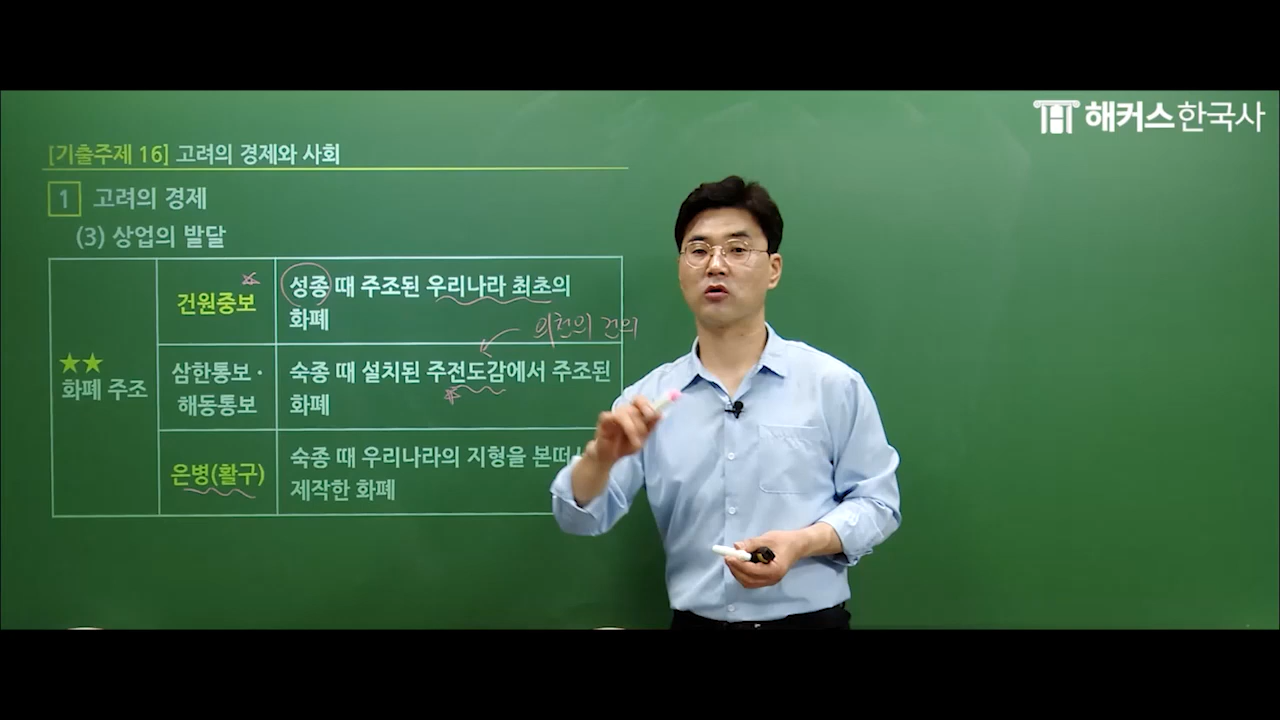 해커스한국사
[기출주제 16] 고려의 경제와 사회
1 고려의 경제
(3) 상업의 발달
★★
화폐 주조
건원중보
성종 때 주조된 우리나라 최초의
화폐
의천의 건의
삼한통보 ·
해동통보
숙종 때 설치된 주전도감에서 주조된
화폐
은병(활구)
숙종 때 우리나라의 지형을 본떠
제작한 화폐